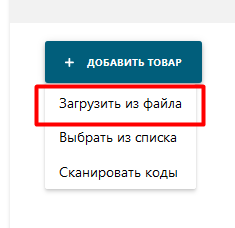 + ДОБАВИТЬ ТОВАР
Загрузить из файла
Выбрать из списка
Сканировать коды